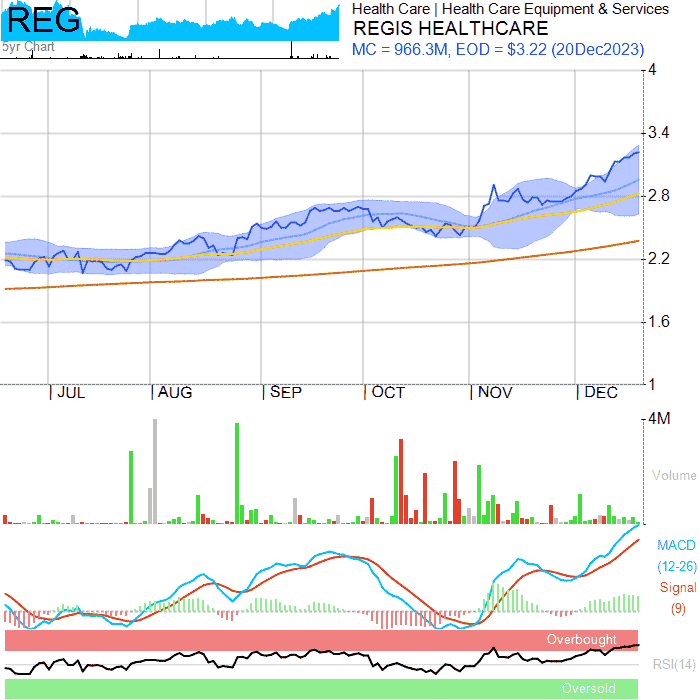 REG
5yr Chart
Health Care | Health Care Equipment & Services
REGIS HEALTHCARE
MC = 966.3M, EOD = $3.22 (20Dec2023)
4
3.4
2.8
2.2
1.6
1
| JUL | AUG | SEP | OCT | NOV | DEC
4M
Volume
MACD
(12-26)
Signal
(9)
Overbought
RSI(14)
Oversold